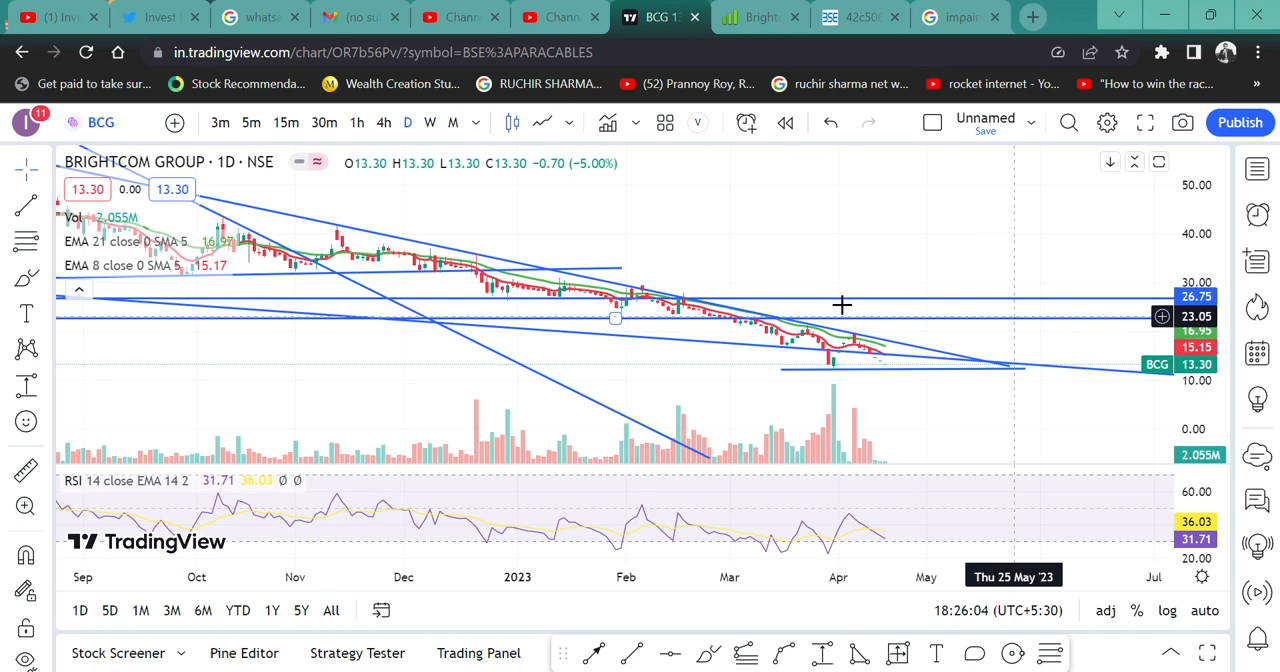 (1) Inv
Invest
whats
(no su
Chann
Chann
BCG 13
Bright
42c50
impair
in.tradingview.com/chart/OR7b56Pv/?symbol=BSE%3APARACABLES
Get paid to take sur...
Stock Recommenda...
Wealth Creation Stu...
RUCHIR SHARMA...
(52) Prannoy Roy, R...
ruchir sharma net w...
rocket internet - Yo...
"How to win the rac...
»
I
11
BCG
3m 5m 15m 30m 1h 4h D W M
V
Unnamed
Save
Publish
BRIGHTCOM GROUP · 1D · NSE
O13.30 H13.30 L13.30 C13.30 -0.70 (-5.00%)
13.30 0.00 13.30
Vol 2.055M
EMA 21 close 0 SMA 5 16.97
EMA 8 close 0 SMA 5 15.17
50.00
40.00
30.00
26.75
23.05
16.95
15.15
BCG 13.30
10.00
0.00
2.055M
RSI 14 close EMA 14 2 31.71 36.03 Ø Ø
60.00
36.03
31.71
20.00
TradingView
Sep Oct Nov Dec 2023 Feb Mar Apr May Thu 25 May '23 Jul
1D 5D 1M 3M 6M YTD 1Y 5Y All
18:26:04 (UTC+5:30)
adj % log auto
Stock Screener
Pine Editor
Strategy Tester
Trading Panel